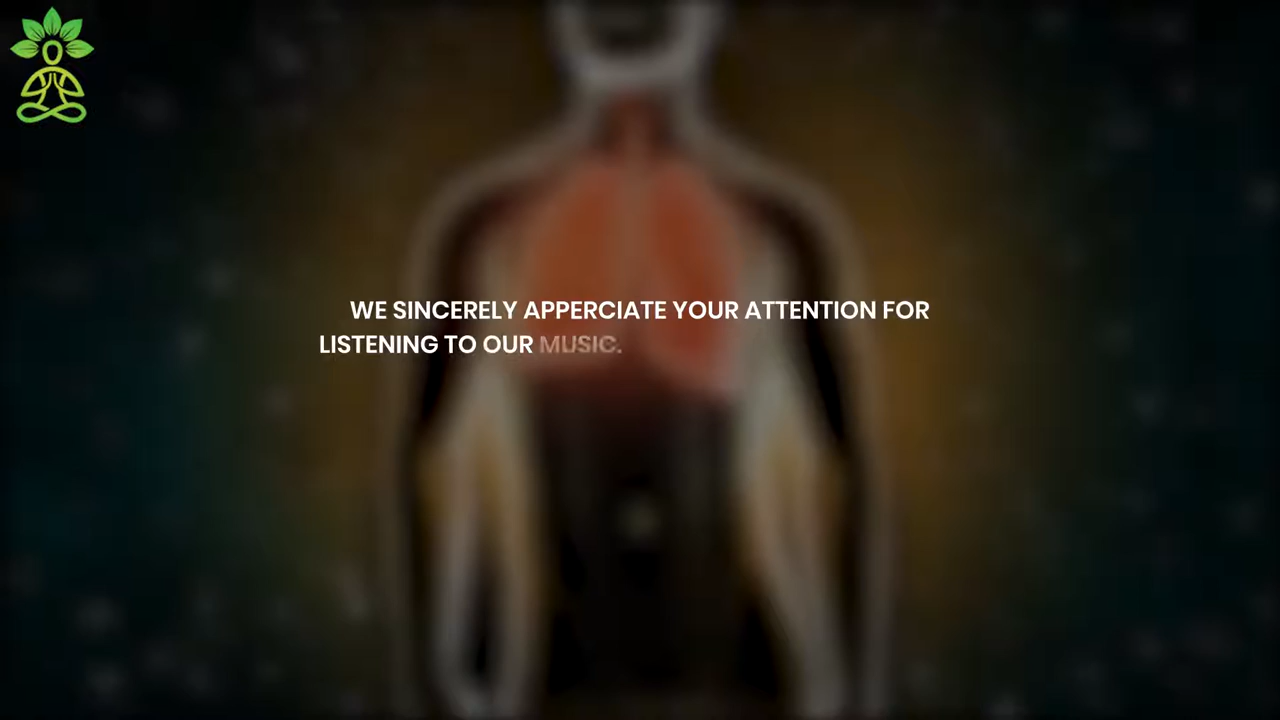 WE SINCERELY APPERCIATE YOUR ATTENTION FOR
LISTENING TO OUR MUSIC.